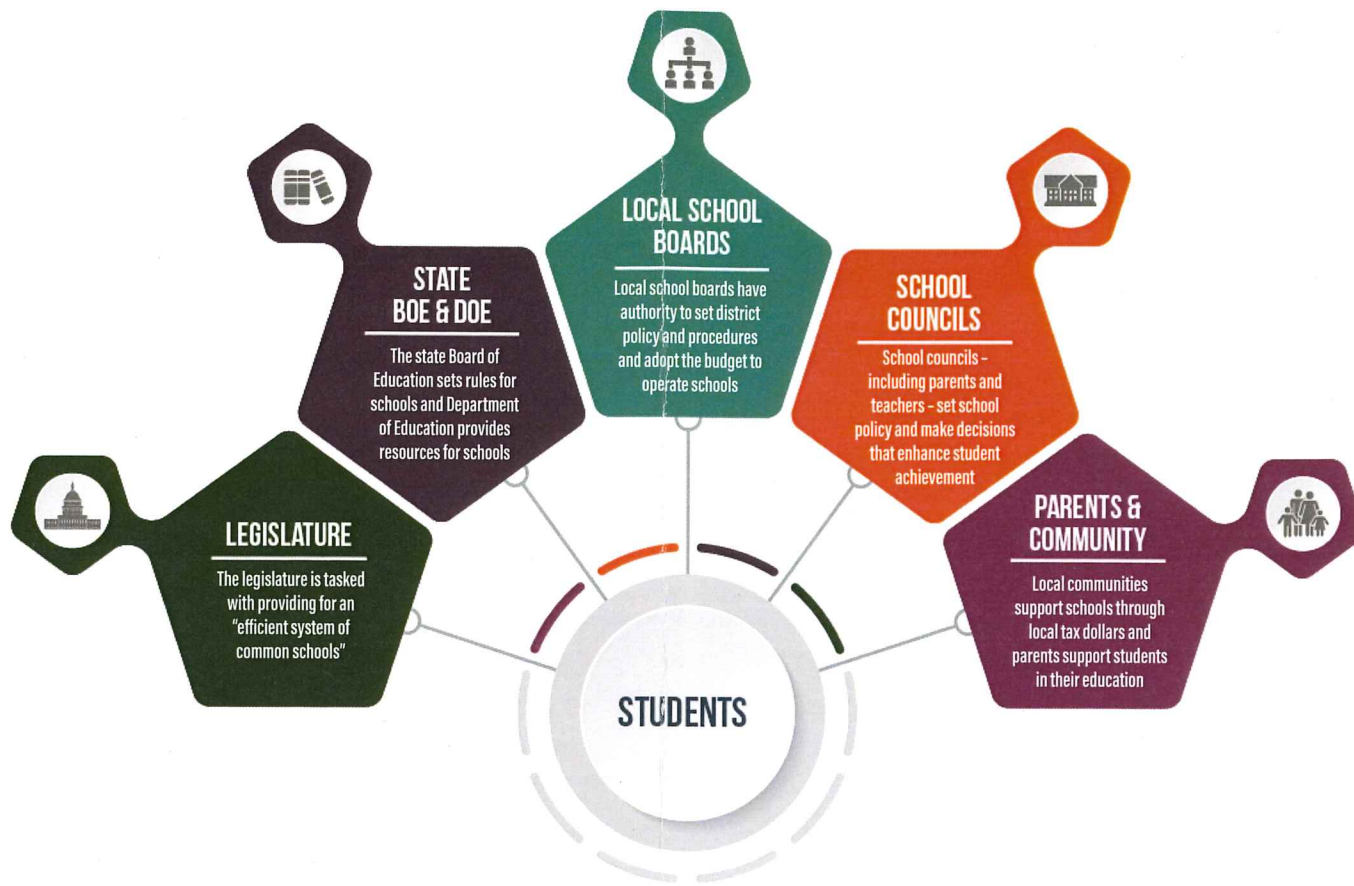 LEGISLATURE
The legislature is tasked
with providing for an
"efficient system of
common schools"
STATE
BOE & DOE
The state Board of
Education sets rules for
schools and Department
of Education provides
resources for schools
LOCAL SCHOOL
BOARDS
Local school boards have
authority to set district
policy and procedures
and adopt the budget to
operate schools
SCHOOL
COUNCILS
School councils –
including parents and
teachers – set school
policy and make decisions
that enhance student
achievement
PARENTS &
COMMUNITY
Local communities
support schools through
local tax dollars and
parents support students
in their education
STUDENTS